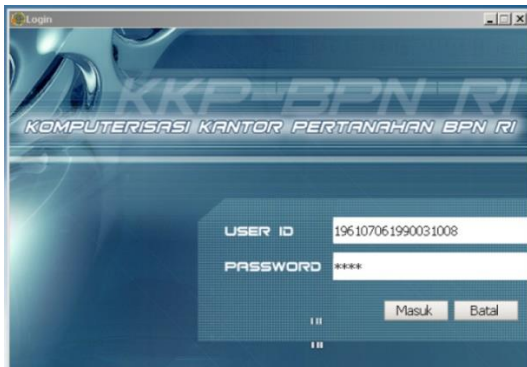 Login
KKP-BPN RI
KOMPUTERISASI KANTOR PERTANAHAN BPN RI
USER ID
196107061990031008
PASSWORD
****
Masuk Batal